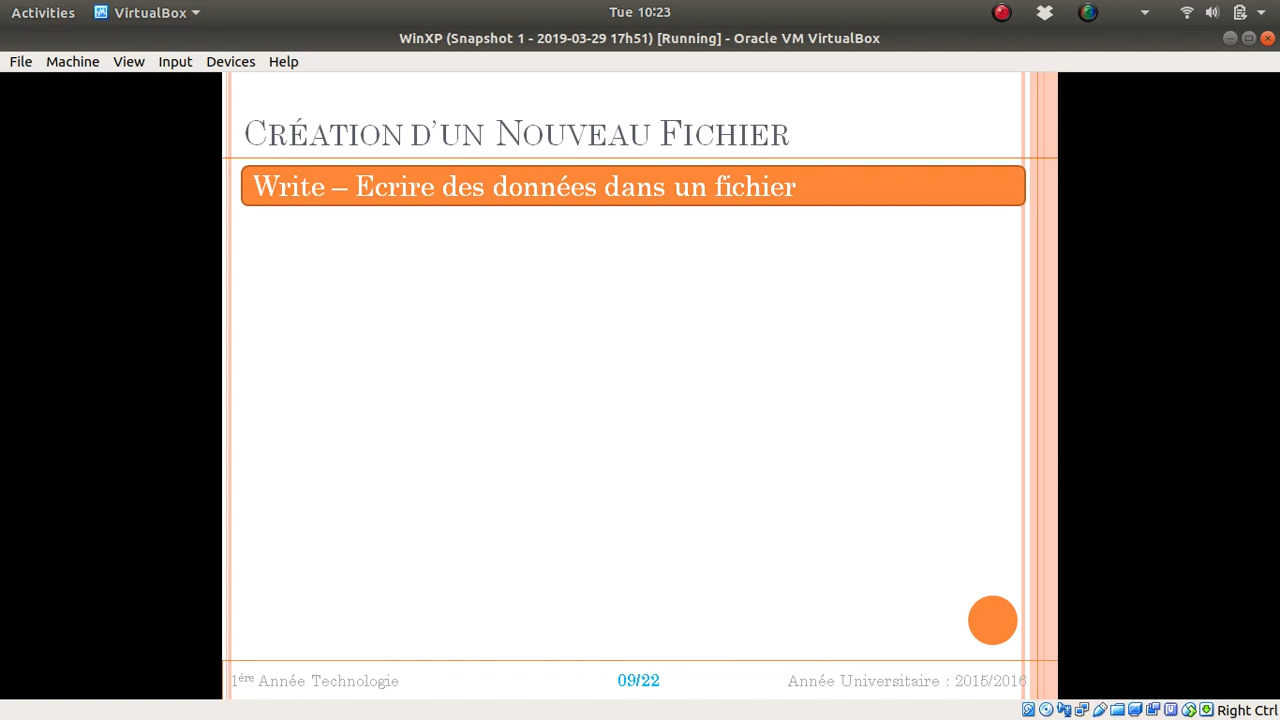 Activities VirtualBox Tue 10:23
WinXP (Snapshot 1 - 2019-03-29 17h51) [Running] - Oracle VM VirtualBox
File Machine View Input Devices Help
CRÉATION D'UN NOUVEAU FICHIER
Write – Ecrire des données dans un fichier
1ère Année Technologie 09/22 Année Universitaire : 2015/2016
Right Ctrl